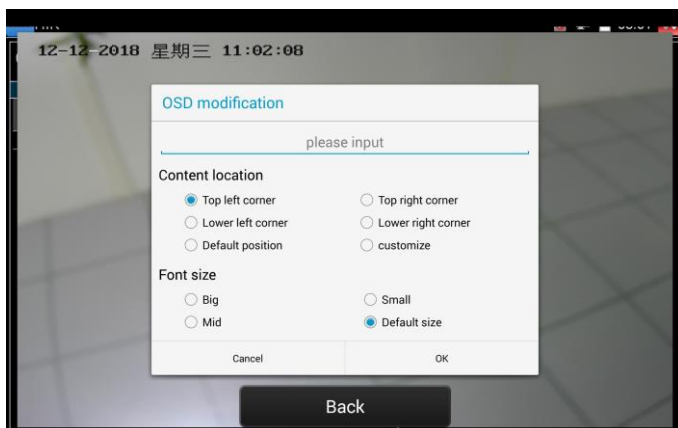 12-12-2018 星期三 11:02:08
OSD modification
please input
Content location
Top left corner Top right corner
Lower left corner Lower right corner
Default position customize
Font size
Big Small
Mid Default size
Cancel OK
Back